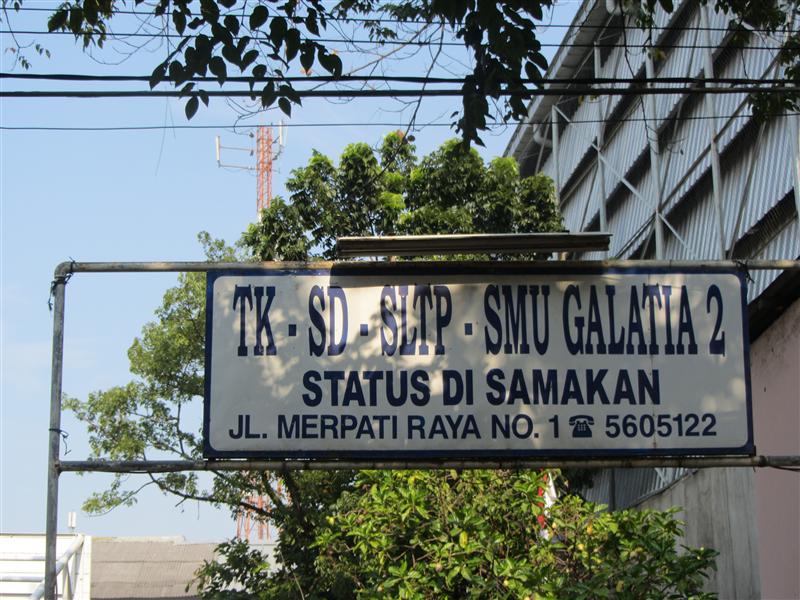 TK - SD - SLTP - SMU GALATIA 2
STATUS DI SAMAKAN
JL. MERPATI RAYA NO. 1 ☎ 5605122